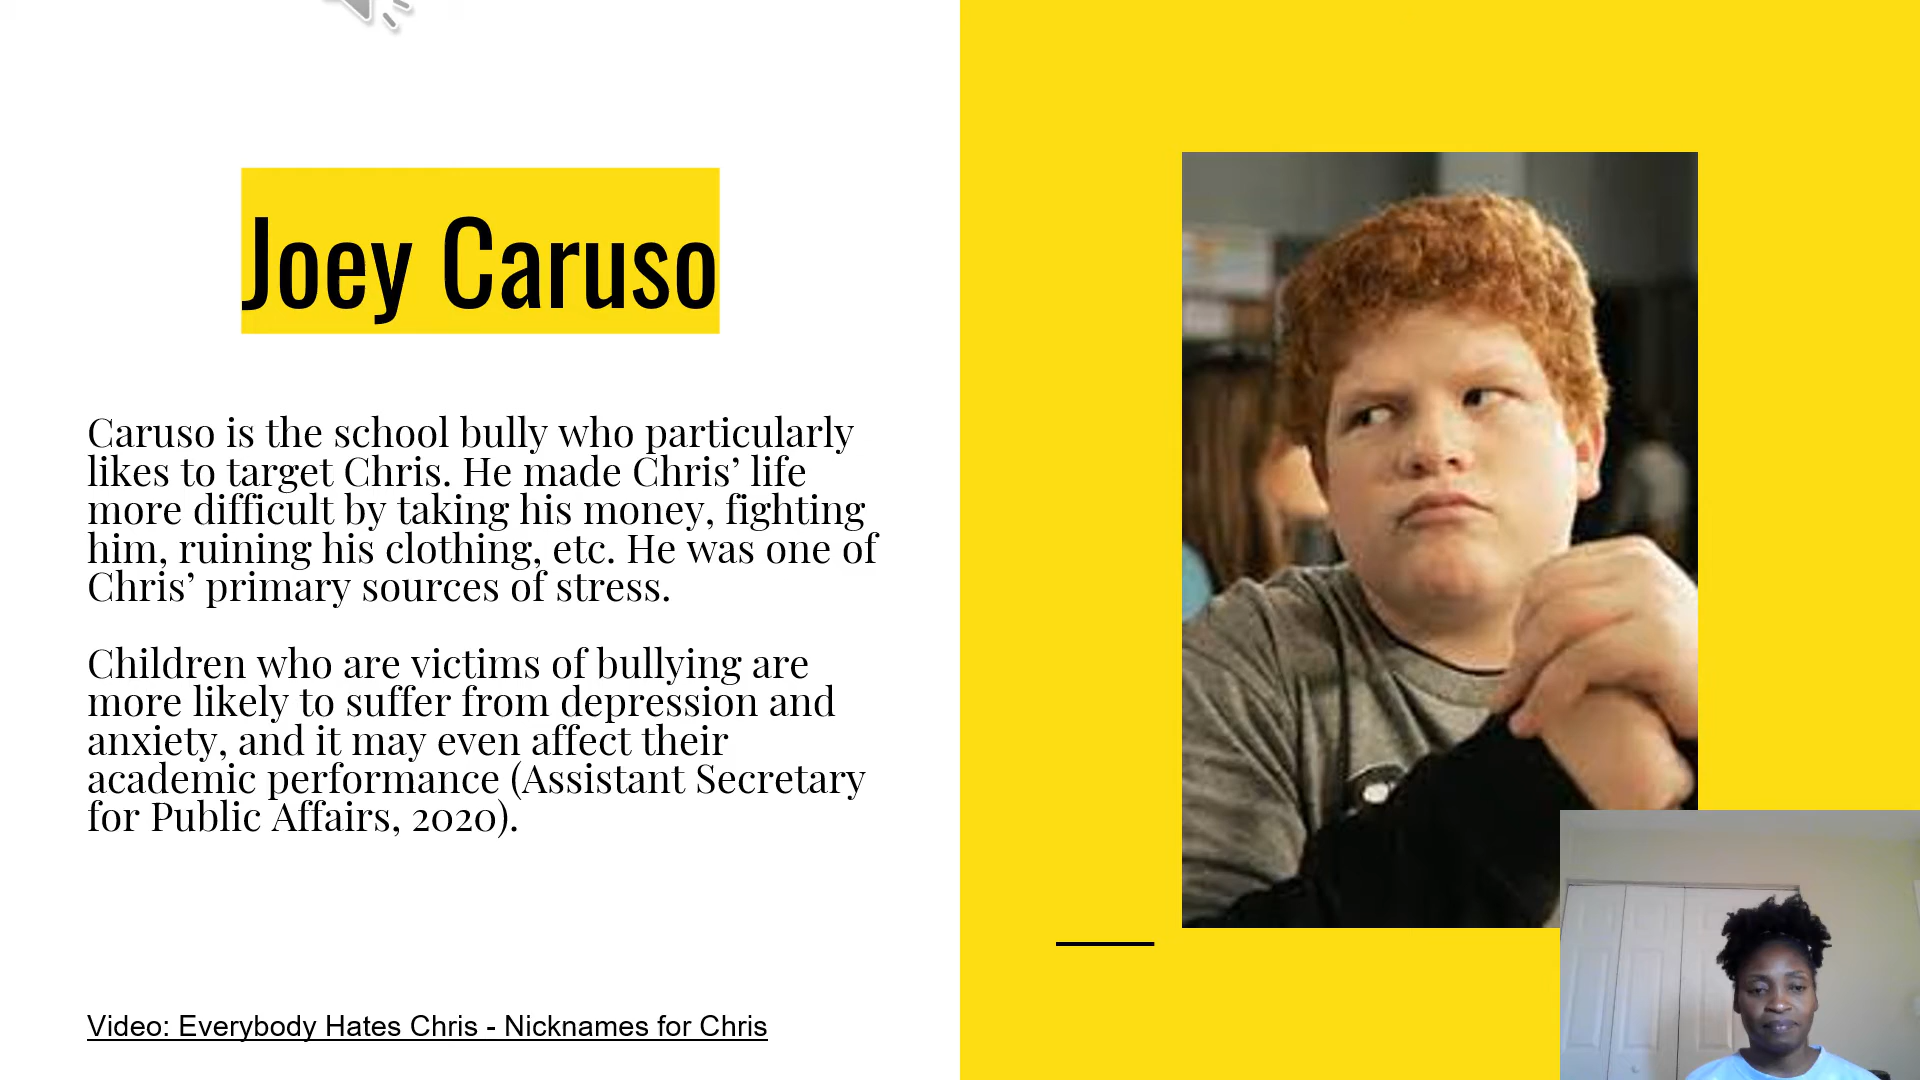 Joey Caruso
Caruso is the school bully who particularly
likes to target Chris. He made Chris’ life
more difficult by taking his money, fighting
him, ruining his clothing, etc. He was one of
Chris’ primary sources of stress.
Children who are victims of bullying are
more likely to suffer from depression and
anxiety, and it may even affect their
academic performance (Assistant Secretary
for Public Affairs, 2020).
Video: Everybody Hates Chris - Nicknames for Chris